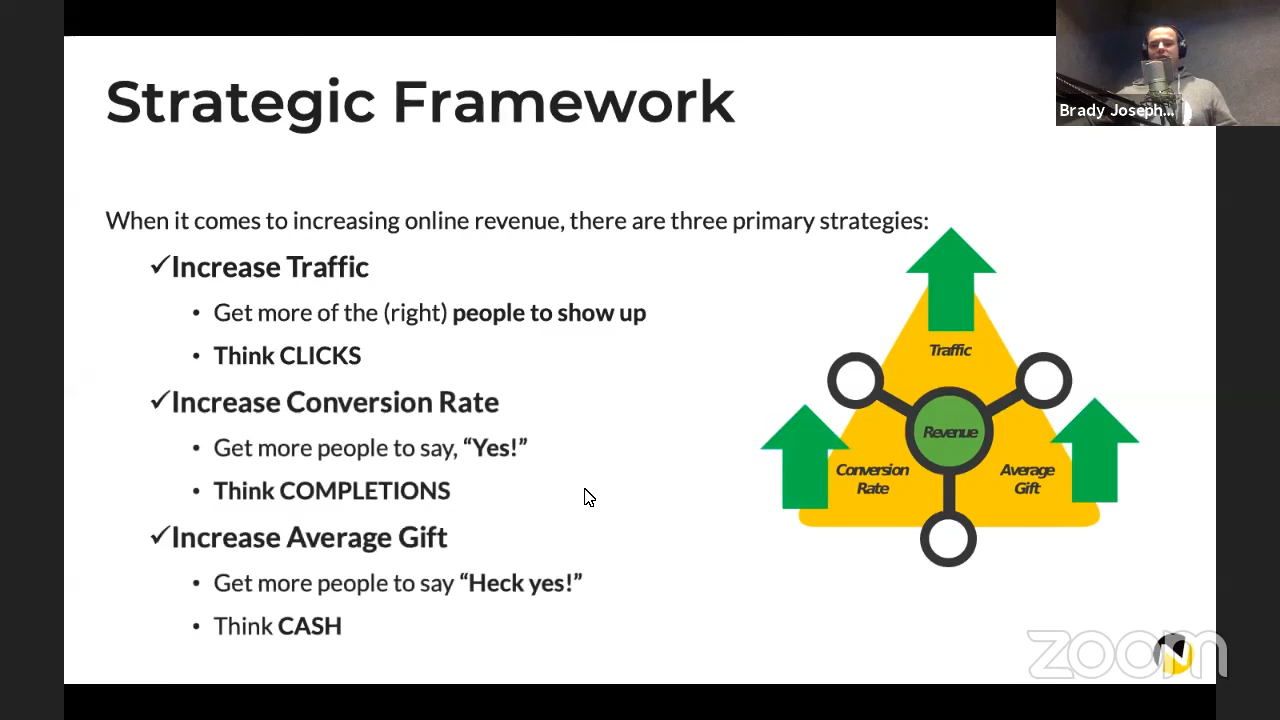 Strategic Framework
Brady Joseph...
When it comes to increasing online revenue, there are three primary strategies:
✓Increase Traffic
• Get more of the (right) people to show up
• Think CLICKS
✓Increase Conversion Rate
• Get more people to say, “Yes!”
• Think COMPLETIONS
✓Increase Average Gift
• Get more people to say “Heck yes!”
• Think CASH
Traffic
Revenue
Conversion
Rate
Average
Gift
zoom
N